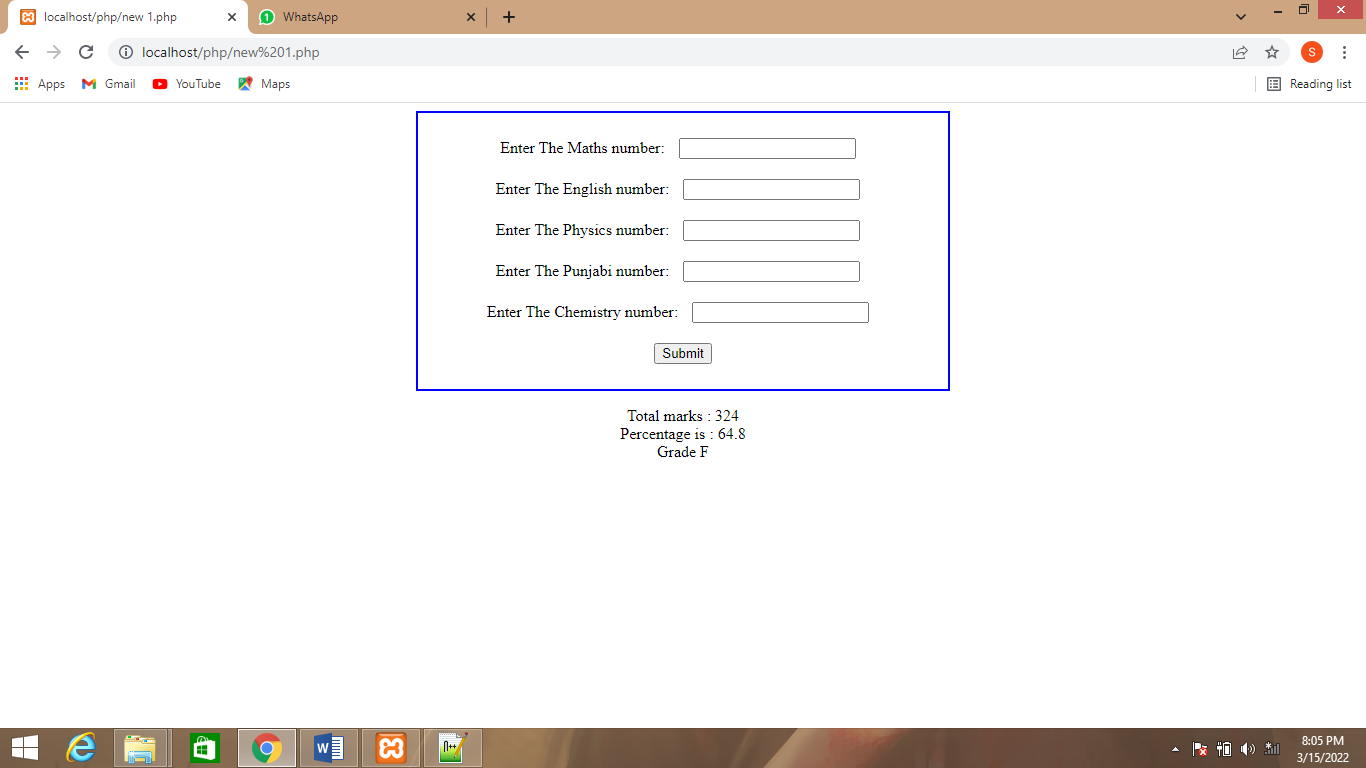 localhost/php/new 1.php
1 WhatsApp
localhost/php/new%201.php
S
Apps Gmail YouTube Maps Reading list
Enter The Maths number:
Enter The English number:
Enter The Physics number:
Enter The Punjabi number:
Enter The Chemistry number:
Submit
Total marks : 324
Percentage is : 64.8
Grade F
8:05 PM
3/15/2022